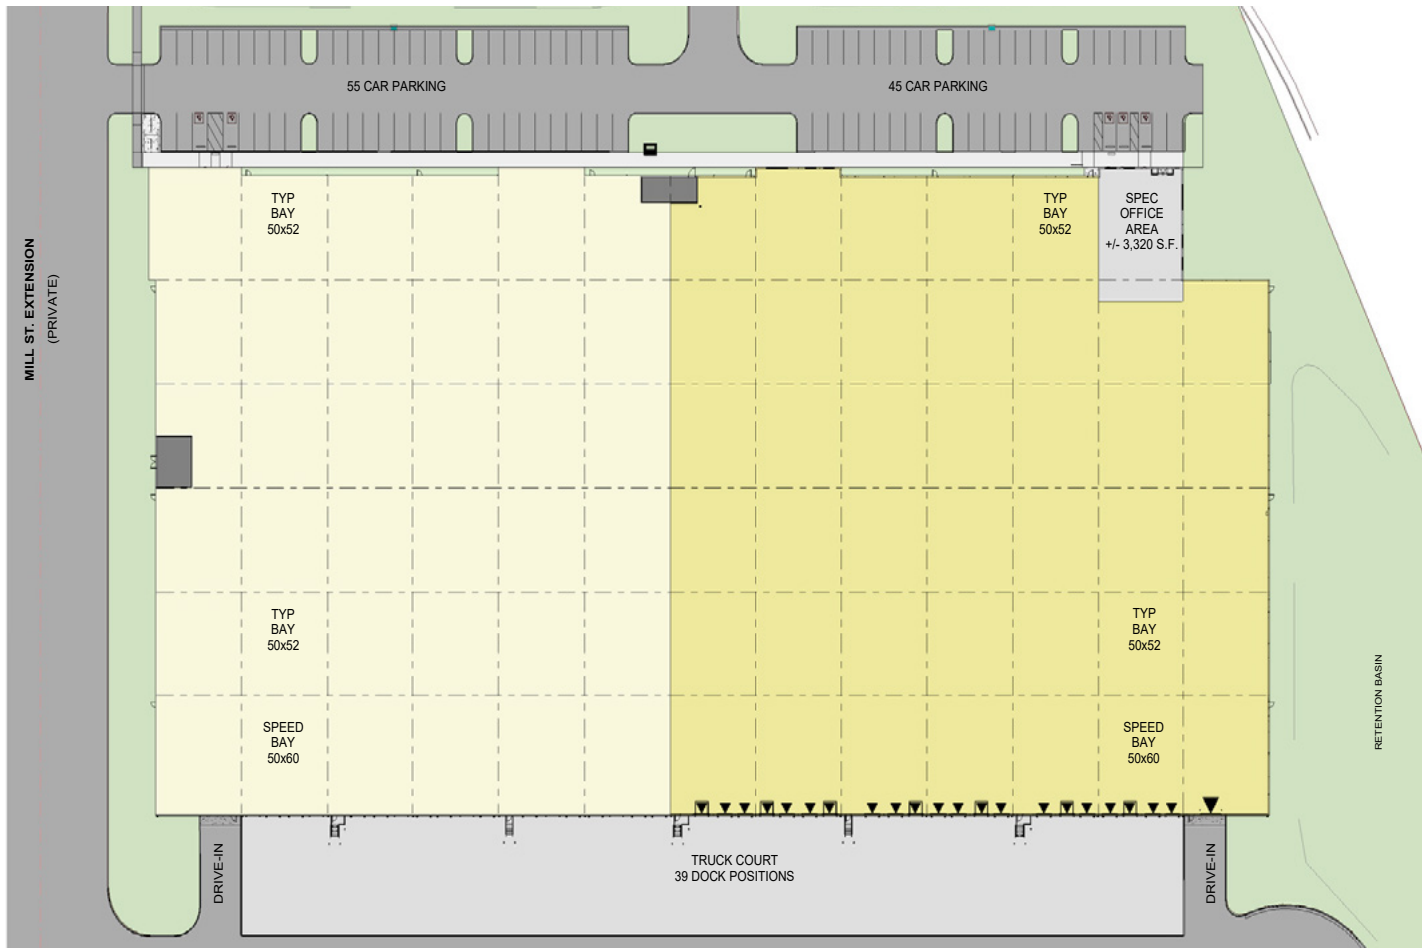 55 CAR PARKING
45 CAR PARKING
TYP
BAY
50x52
TYP
BAY
50x52
SPEC
OFFICE
AREA
+/- 3,320 S.F.
MILL ST. EXTENSION
(PRIVATE)
TYP
BAY
50x52
TYP
BAY
50x52
SPEED
BAY
50x60
SPEED
BAY
50x60
RETENTION BASIN
DRIVE-IN
TRUCK COURT
39 DOCK POSITIONS
DRIVE-IN